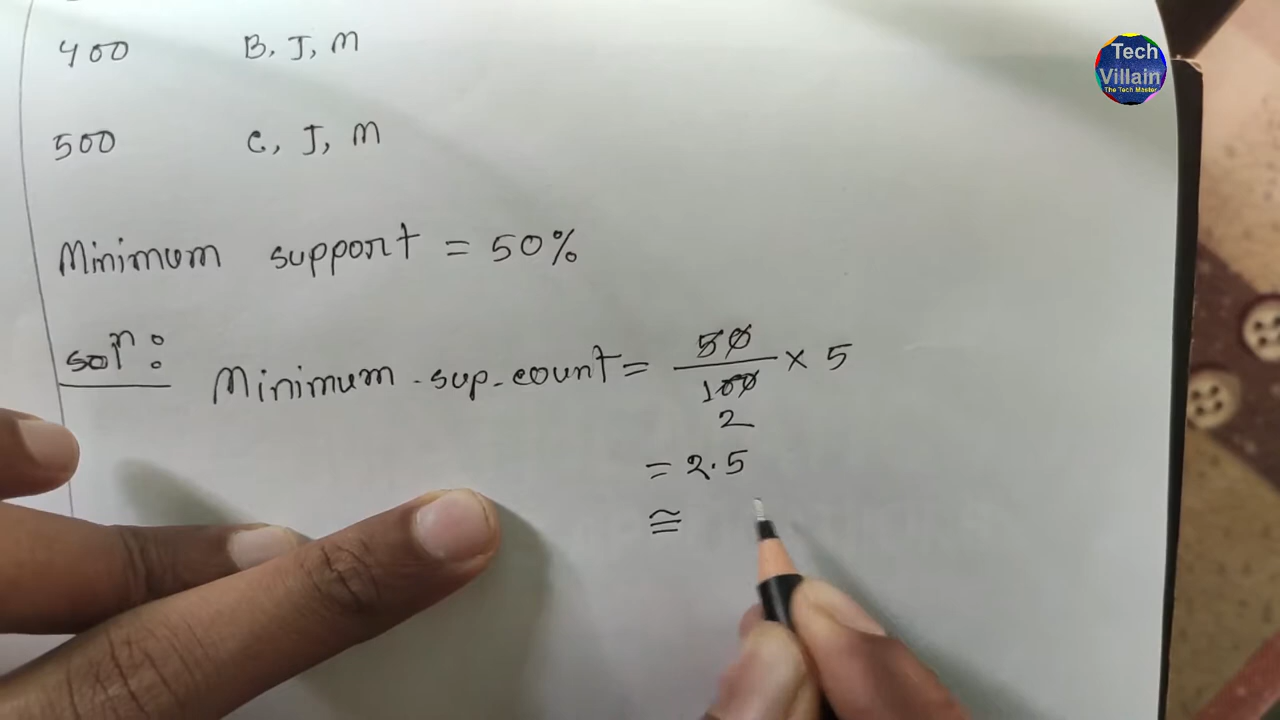 400 B, J, M
Tech
Villain
The Tech Master
500 C, J, M
Minimum support = 50%
Solⁿ: Minimum-sup-count = 50/100 × 5
2
= 2.5
≅